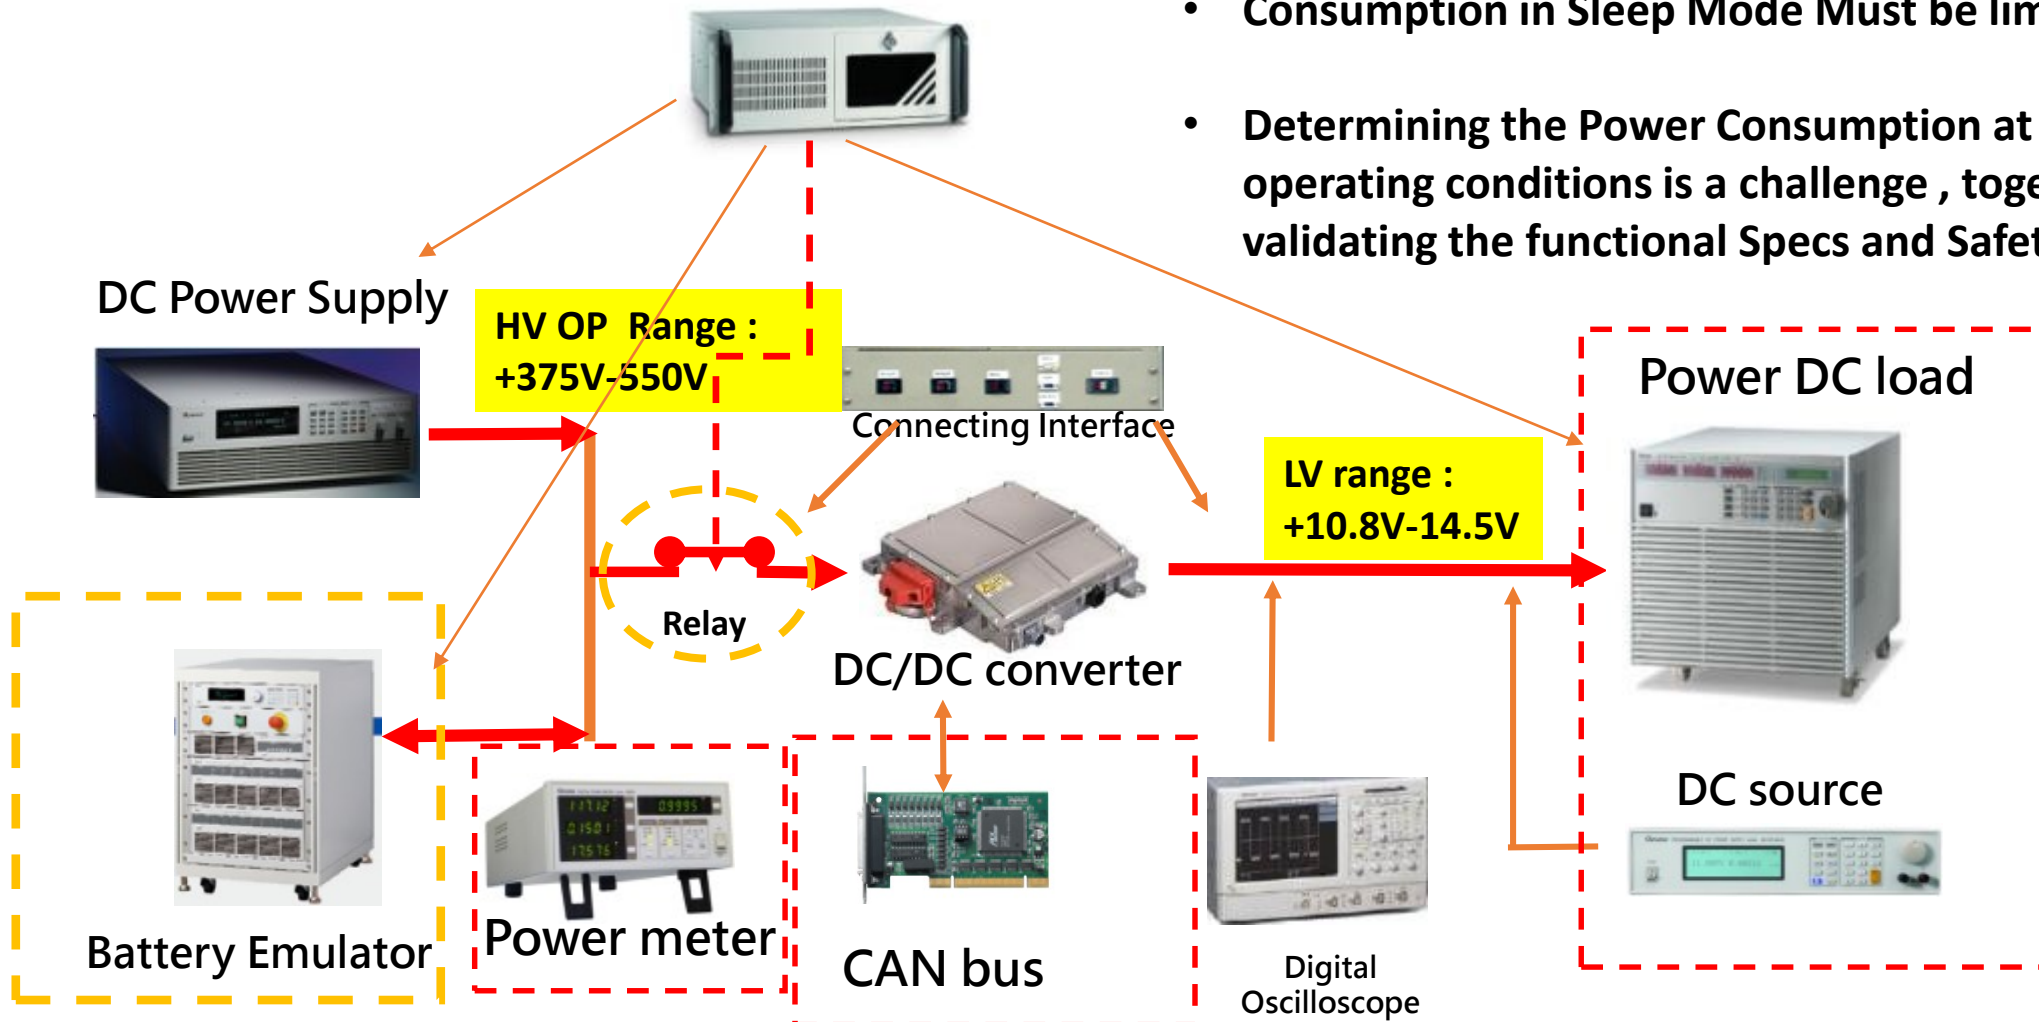 • Consumption in Sleep Mode Must be lim
• Determining the Power Consumption at
operating conditions is a challenge , toge
validating the functional Specs and Safet
DC Power Supply
HV OP Range :
+375V-550V
Connecting Interface
Power DC load
LV range :
+10.8V-14.5V
Relay
DC/DC converter
DC source
Battery Emulator
Power meter
CAN bus
Digital
Oscilloscope